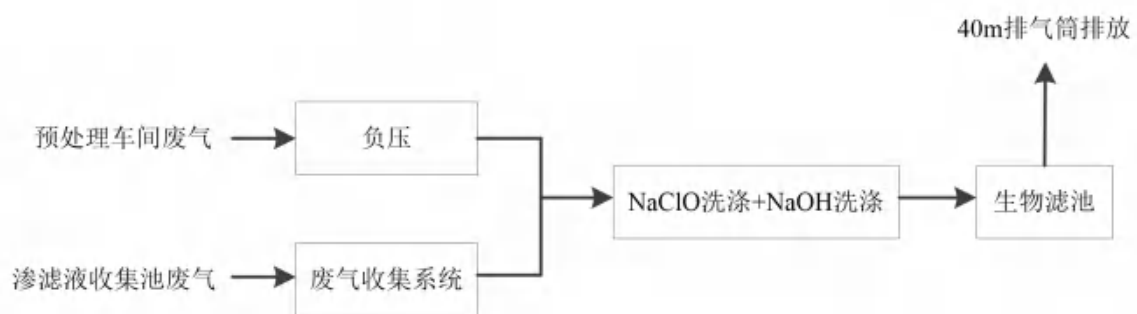 40m排气筒排放
预处理车间废气
负压
NaClO洗涤+NaOH洗涤
生物滤池
渗滤液收集池废气
废气收集系统